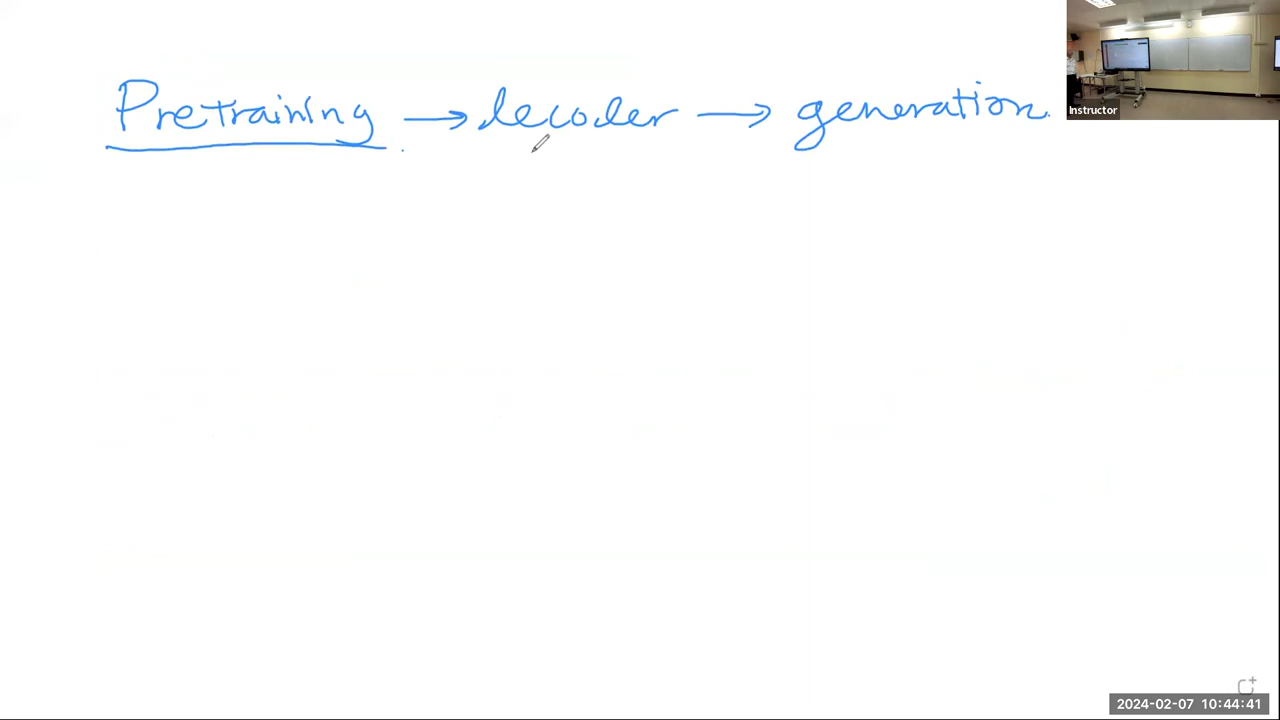 Pretraining → decoder → generation.
Instructor
2024-02-07 10:44:41